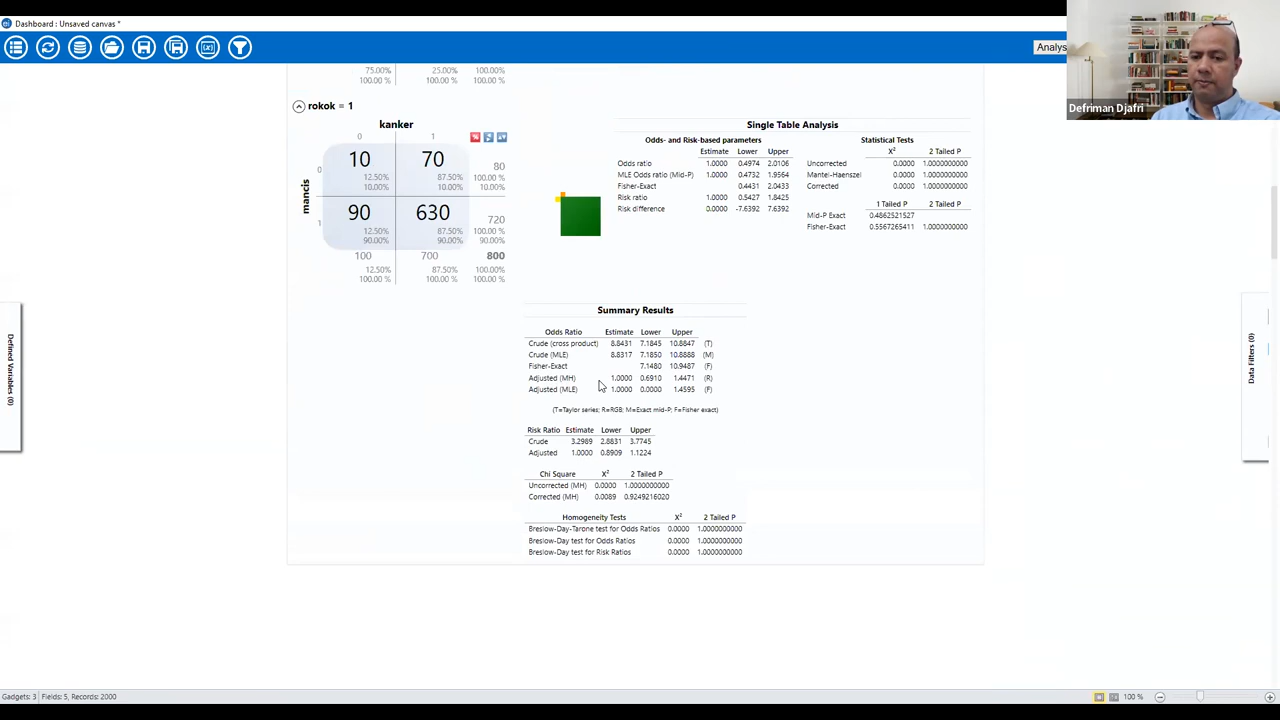 Dashboard : Unsaved canvas *
Analys
Defriman Djafri
75.00% 25.00% 100.00%
100.00 % 100.00 % 100.00 %
rokok = 1
kanker
0 1
mancis
0 10 70 80
12.50% 87.50% 100.00 %
10.00% 10.00% 10.00%
1 90 630 720
12.50% 87.50% 100.00 %
90.00% 90.00% 90.00%
100 700 800
12.50% 87.50% 100.00%
100.00 % 100.00 % 100.00 %
Single Table Analysis
Odds- and Risk-based parameters
Estimate Lower Upper
Odds ratio 1.0000 0.4974 2.0106
MLE Odds ratio (Mid-P) 1.0000 0.4732 1.9564
Fisher-Exact 0.4431 2.0433
Risk ratio 1.0000 0.5427 1.8425
Risk difference 0.0000 -7.6392 7.6392
Statistical Tests
X² 2 Tailed P
Uncorrected 0.0000 1.0000000000
Mantel-Haenszel 0.0000 1.0000000000
Corrected 0.0000 1.0000000000
1 Tailed P 2 Tailed P
Mid-P Exact 0.4862521527
Fisher-Exact 0.5567265411 1.0000000000
Summary Results
Odds Ratio Estimate Lower Upper
Crude (cross product) 8.8431 7.1845 10.8847 (T)
Crude (MLE) 8.8317 7.1850 10.8888 (M)
Fisher-Exact 7.1480 10.9487 (F)
Adjusted (MH) 1.0000 0.6910 1.4471 (R)
Adjusted (MLE) 1.0000 0.0000 1.4595 (F)
(T=Taylor series; R=RGB; M=Exact mid-P; F=Fisher exact)
Risk Ratio Estimate Lower Upper
Crude 3.2989 2.8831 3.7745
Adjusted 1.0000 0.8909 1.1224
Chi Square X² 2 Tailed P
Uncorrected (MH) 0.0000 1.0000000000
Corrected (MH) 0.0089 0.9249216020
Homogeneity Tests X² 2 Tailed P
Breslow-Day-Tarone test for Odds Ratios 0.0000 1.0000000000
Breslow-Day test for Odds Ratios 0.0000 1.0000000000
Breslow-Day test for Risk Ratios 0.0000 1.0000000000
Defined Variables (0)
Data Filters (0)
Gadgets: 3 Fields: 5, Records: 2000
100 %